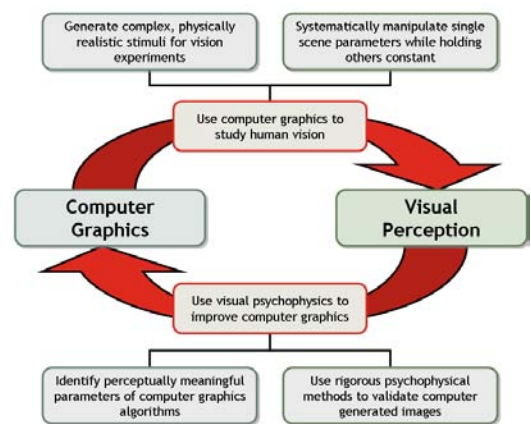 Generate complex, physically
realistic stimuli for vision
experiments
Systematically manipulate single
scene parameters while holding
others constant
Use computer graphics to
study human vision
Computer
Graphics
Visual
Perception
Use visual psychophysics to
improve computer graphics
Identify perceptually meaningful
parameters of computer graphics
algorithms
Use rigorous psychophysical
methods to validate computer
generated images